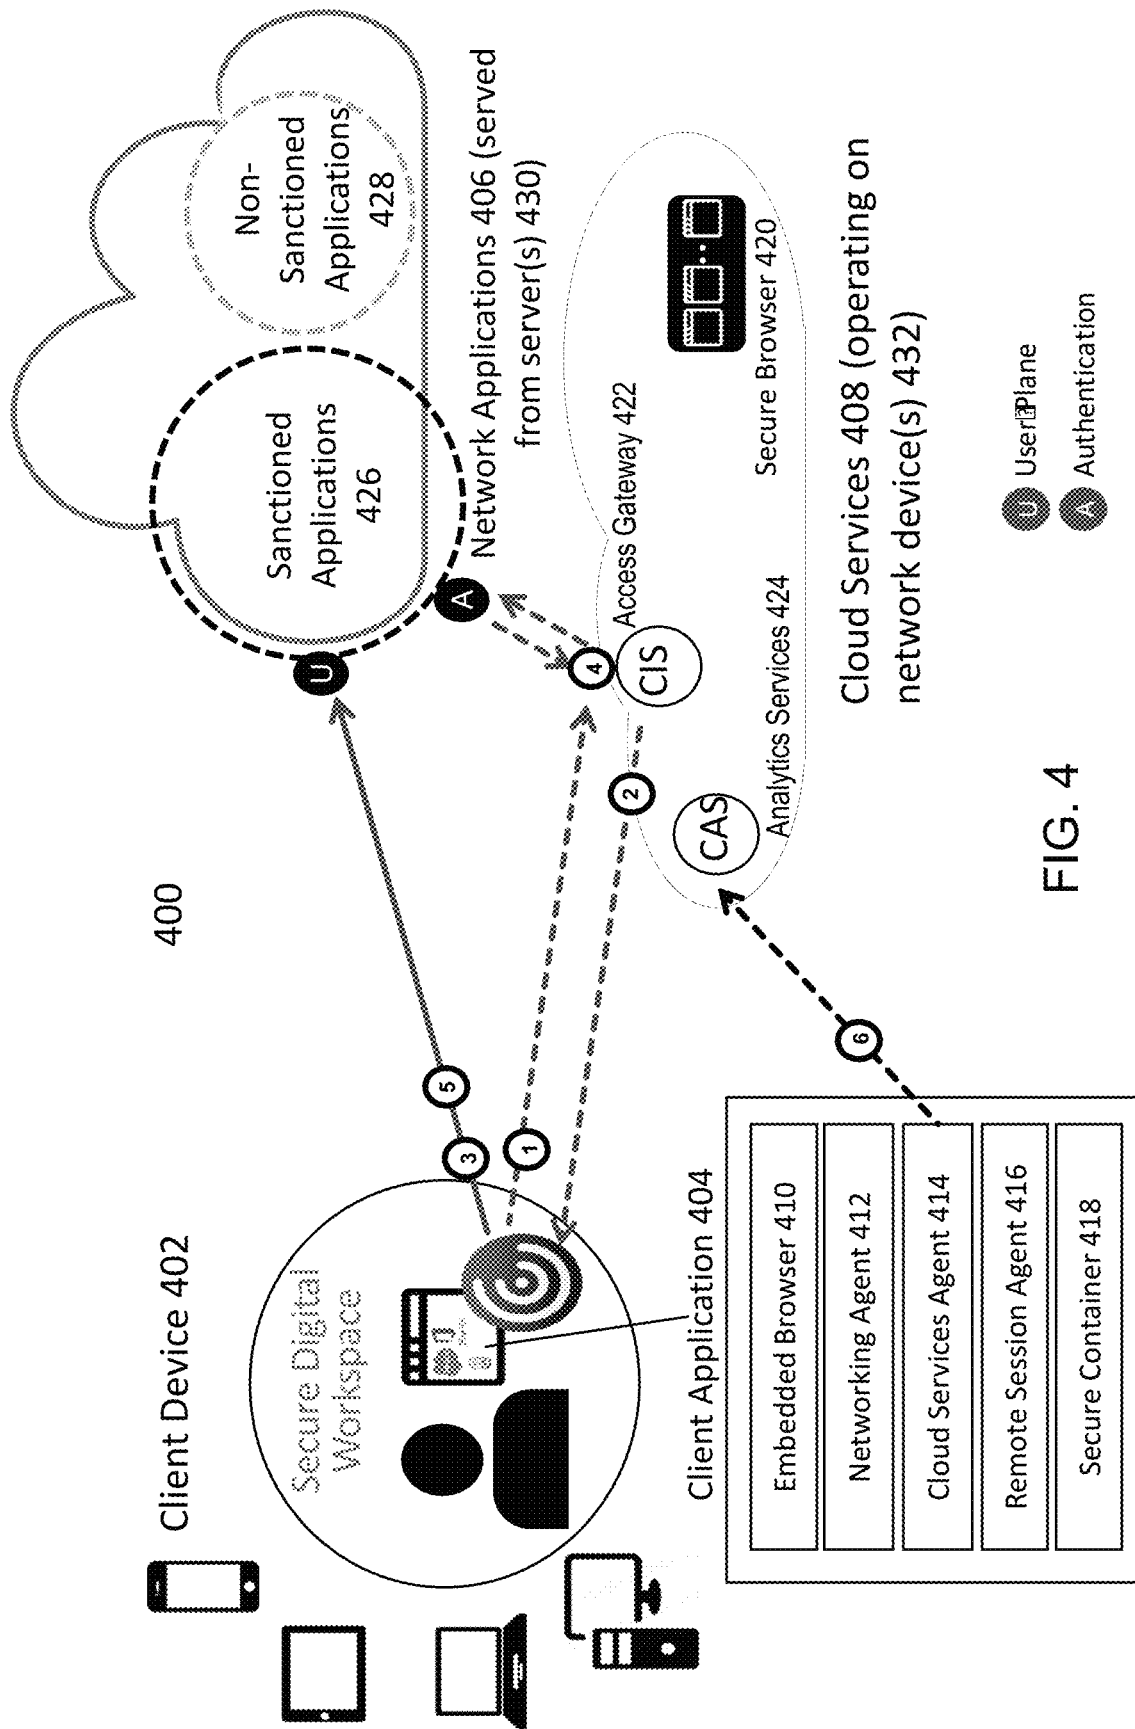 400
Client Device 402
Secure Digital
Workspace
Client Application 404
Embedded Browser 410
Networking Agent 412
Cloud Services Agent 414
Remote Session Agent 416
Secure Container 418
3
5
1
2
4
6
U
A
Sanctioned
Applications
426
Non-
Sanctioned
Applications
428
Network Applications 406 (served
from server(s) 430)
Access Gateway 422
CIS
CAS
Analytics Services 424
Secure Browser 420
Cloud Services 408 (operating on
network device(s) 432)
U User Plane
A Authentication
FIG. 4